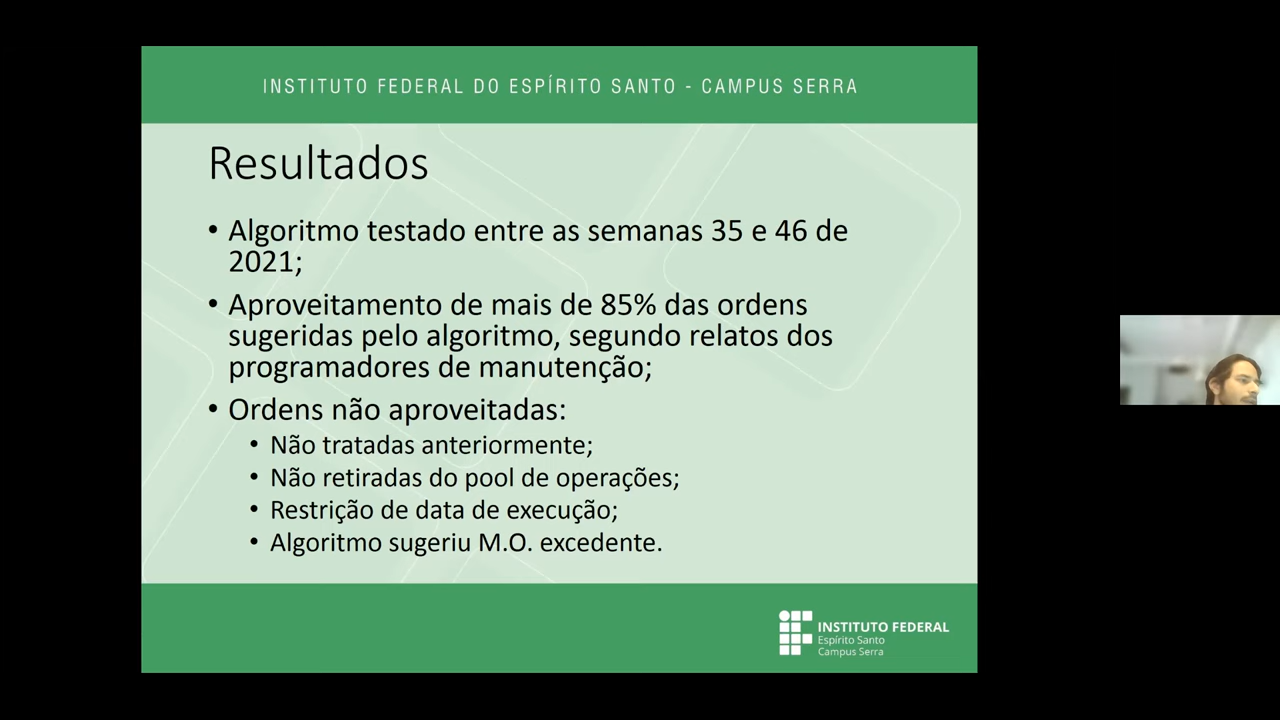 INSTITUTO FEDERAL DO ESPÍRITO SANTO - CAMPUS SERRA
Resultados
• Algoritmo testado entre as semanas 35 e 46 de
2021;
• Aproveitamento de mais de 85% das ordens
sugeridas pelo algoritmo, segundo relatos dos
programadores de manutenção;
• Ordens não aproveitadas:
• Não tratadas anteriormente;
• Não retiradas do pool de operações;
• Restrição de data de execução;
• Algoritmo sugeriu M.O. excedente.
INSTITUTO FEDERAL
Espírito Santo
Campus Serra